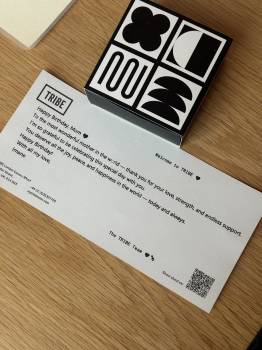 TRIBE
Welcome to TRIBE 🖤
Happy Birthday, Mum 🖤
To the most wonderful mother in the world — thank you for your love, strength, and endless support.
I'm so grateful to be celebrating this special day with you.
You deserve all the joy, peace, and happiness in the world — today and always.
Happy Birthday!
With all my love,
The TRIBE Team